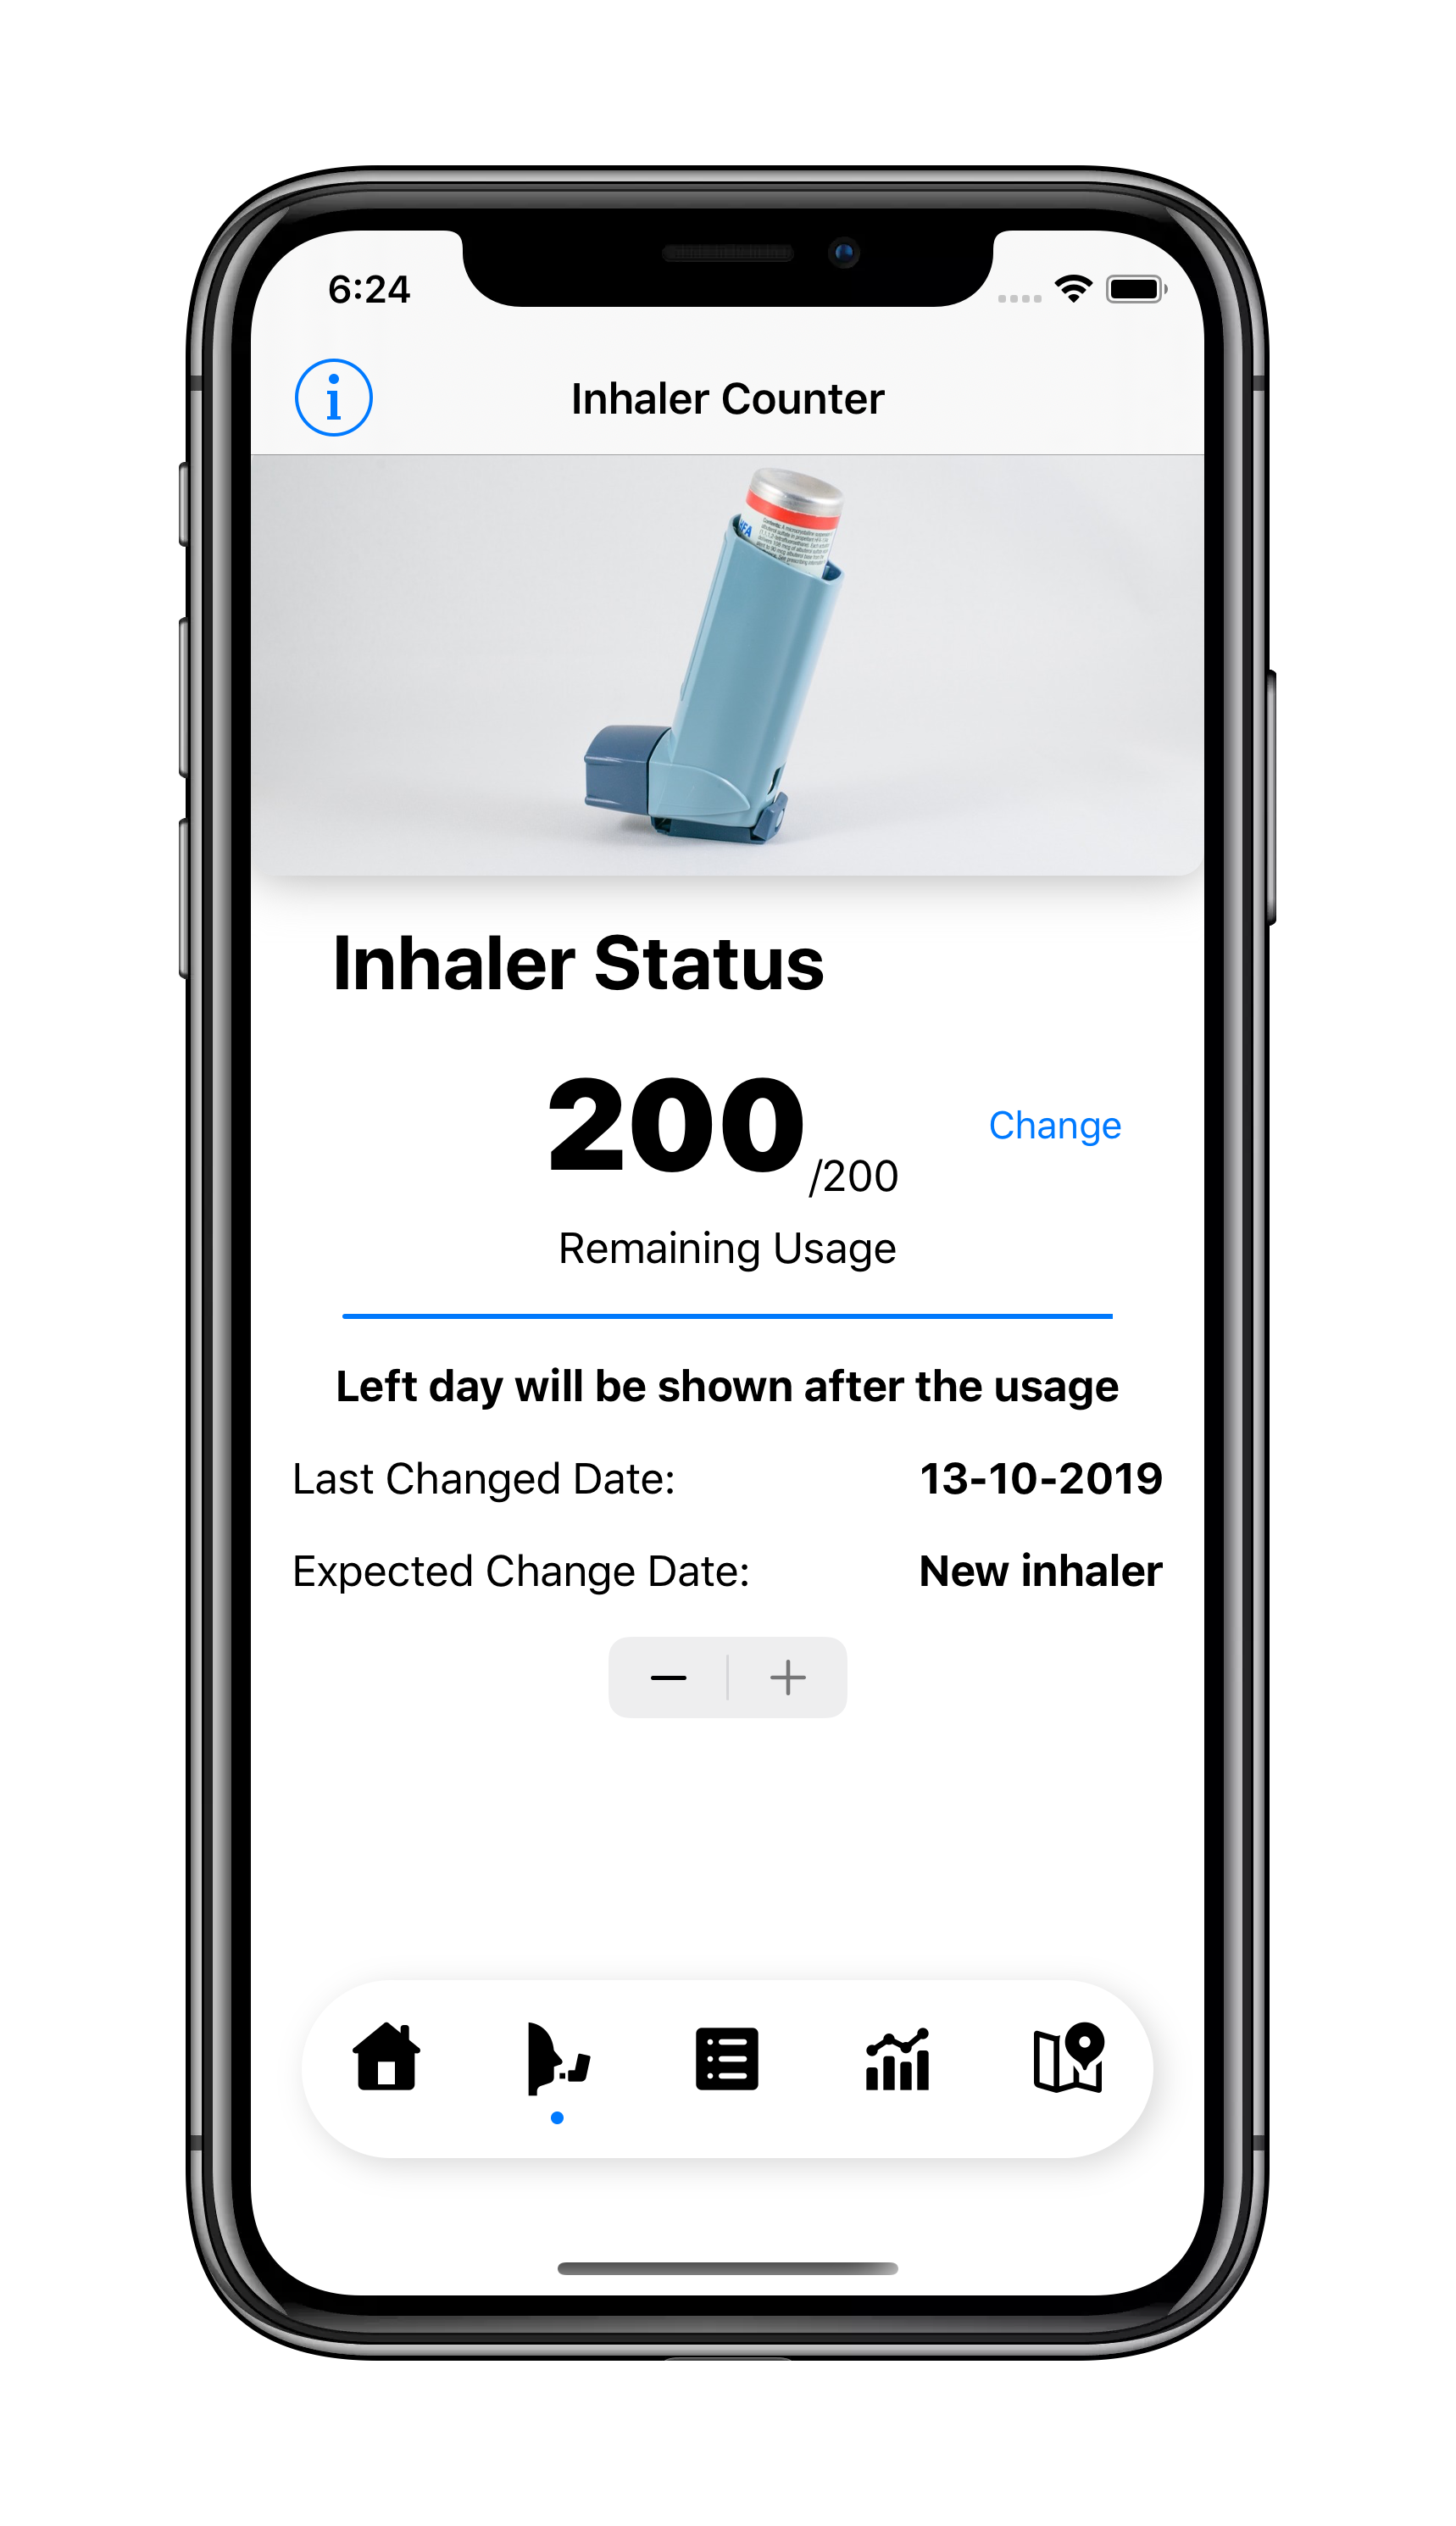 6:24
Inhaler Counter
HFA
Inhaler Status
200
/200
Change
Remaining Usage
Left day will be shown after the usage
Last Changed Date:
13-10-2019
Expected Change Date:
New inhaler